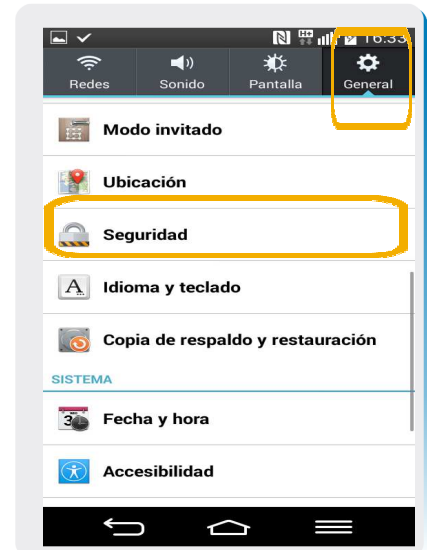 16:33
Redes Sonido Pantalla General
Modo invitado
Ubicación
Seguridad
Idioma y teclado
Copia de respaldo y restauración
SISTEMA
Fecha y hora
Accesibilidad